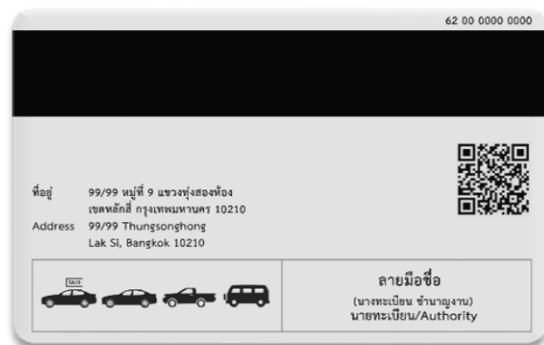 62 00 0000 0000
ที่อยู่ 99/99 หมู่ที่ 9 แขวงทุ่งสองห้อง
เขตหลักสี่ กรุงเทพมหานคร 10210
Address 99/99 Thungsonghong
Lak Si, Bangkok 10210
TAXI
ลายมือชื่อ
(นางทะเบียน ชำนาญงาน)
นายทะเบียน/Authority